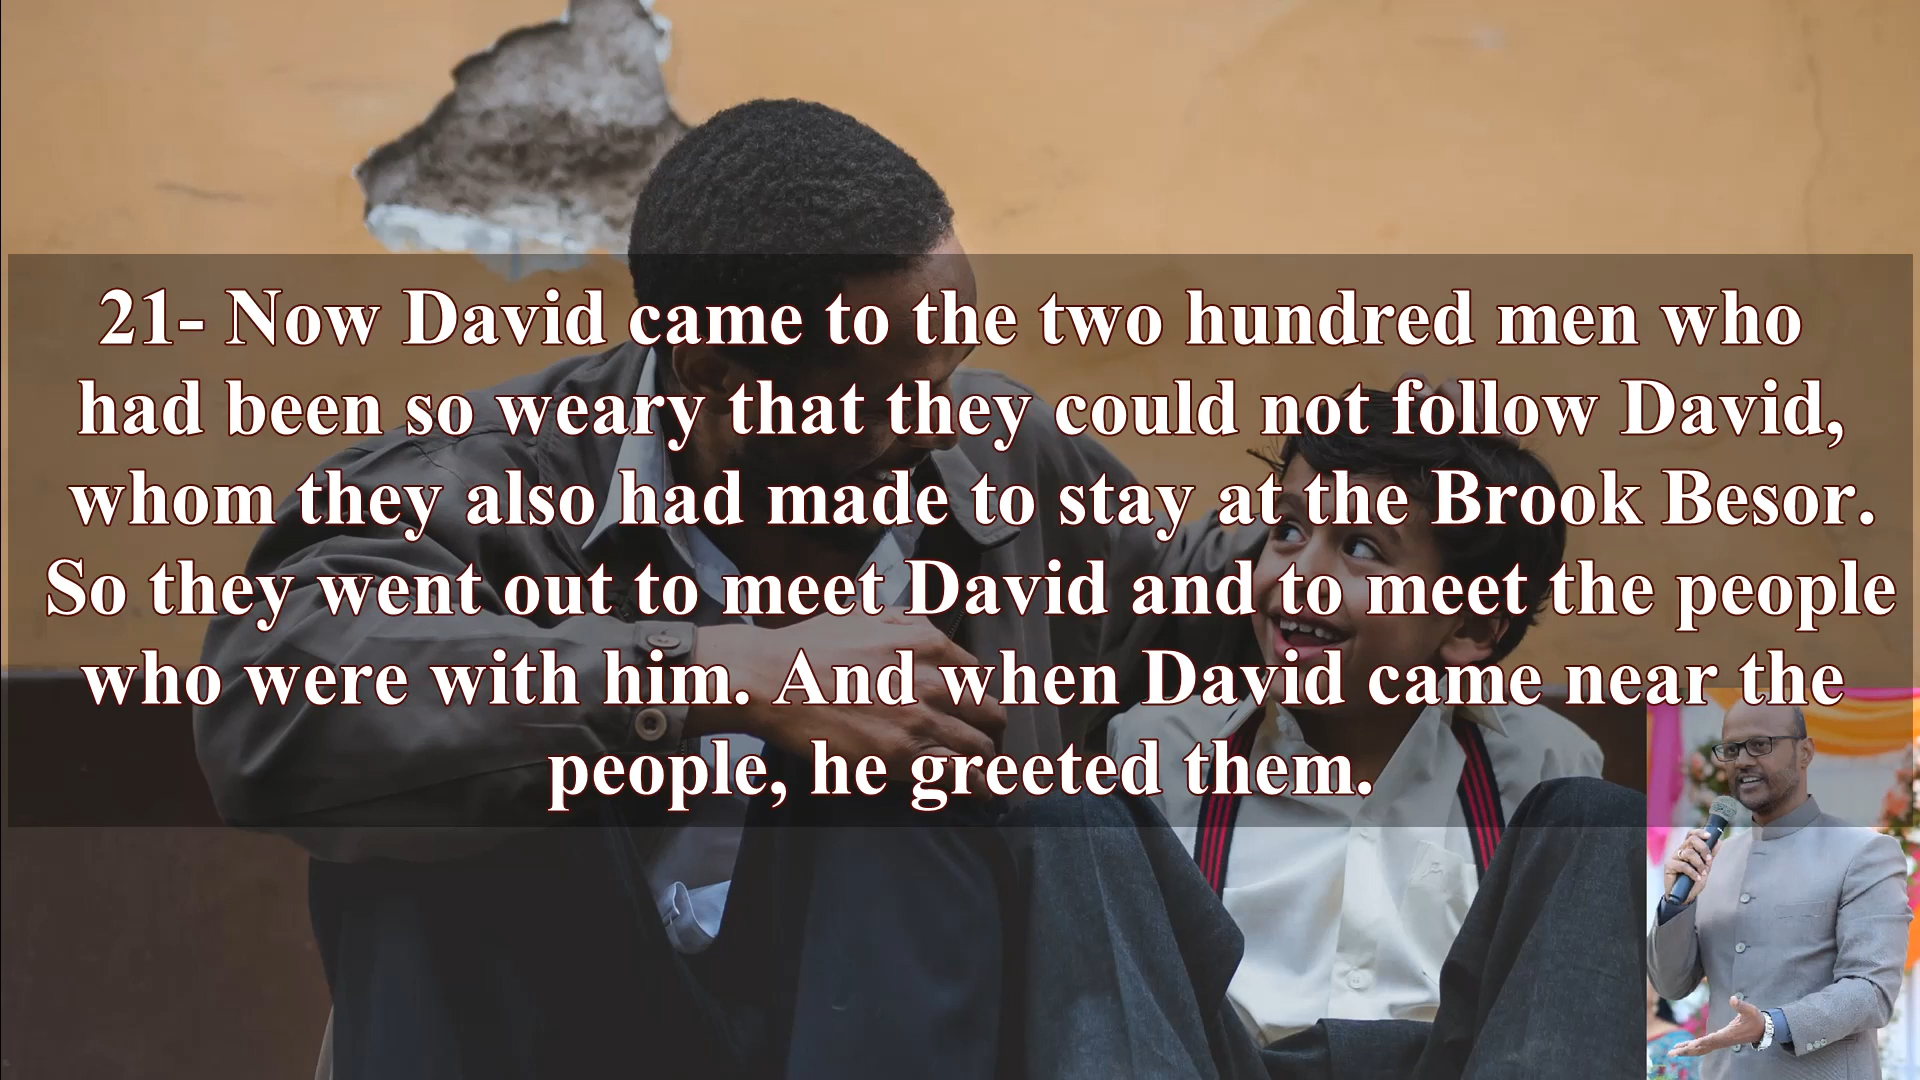 21- Now David came to the two hundred men who
had been so weary that they could not follow David,
whom they also had made to stay at the Brook Besor.
So they went out to meet David and to meet the people
who were with him. And when David came near the
people, he greeted them.